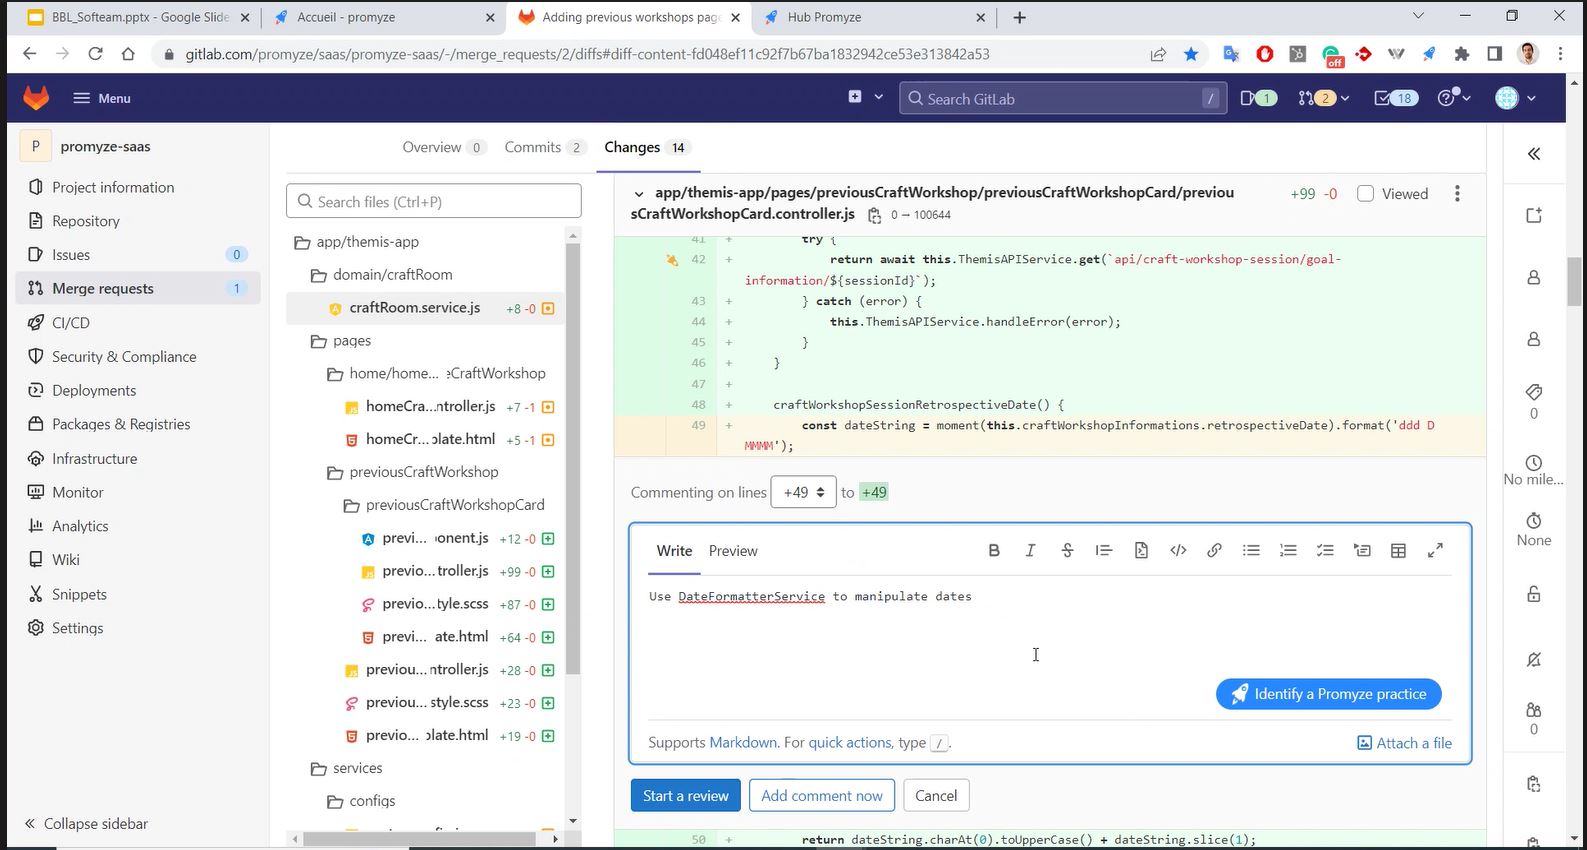 BBL_Softeam.pptx - Google Slide
Accueil - promyze
Adding previous workshops page
Hub Promyze
gitlab.com/promyze/saas/promyze-saas/-/merge_requests/2/diffs#diff-content-fd048ef11c92f7b67ba1832942ce53e313842a53
off
Menu
Search GitLab
/
1
2
18
P
promyze-saas
Project information
Repository
Issues
0
Merge requests
1
CI/CD
Security & Compliance
Deployments
Packages & Registries
Infrastructure
Monitor
Analytics
Wiki
Snippets
Settings
Collapse sidebar
Overview 0
Commits 2
Changes 14
Search files (Ctrl+P)
app/themis-app
domain/craftRoom
craftRoom.service.js +8 -0
pages
home/home... eCraftWorkshop
homeCra...ntroller.js +7 -1
homeCr...plate.html +5 -1
previousCraftWorkshop
previousCraftWorkshopCard
previ... onent.js +12 -0
previo...troller.js +99 -0
previo...tyle.scss +87 -0
previ... ate.html +64 -0
previou...ntroller.js +28 -0
previou...style.scss +23 -0
previo... plate.html +19 -0
services
configs
app/themis-app/pages/previousCraftWorkshop/previousCraftWorkshopCard/previou
sCraftWorkshopCard.controller.js
0 → 100644
+99 -0
Viewed
41 + try {
42 + return await this.ThemisAPIService.get(`api/craft-workshop-session/goal-
information/${sessionId}`);
43 + } catch (error) {
44 + this.ThemisAPIService.handleError(error);
45 + }
46 + }
47 +
48 + craftWorkshopSessionRetrospectiveDate() {
49 + const dateString = moment(this.craftWorkshopInformations.retrospectiveDate).format('ddd D
MMMM');
Commenting on lines +49 to +49
Write
Preview
Use DateFormatterService to manipulate dates
Identify a Promyze practice
Supports Markdown. For quick actions, type /.
Attach a file
Start a review
Add comment now
Cancel
50 + return dateString.charAt(0).toUpperCase() + dateString.slice(1);
0
No mile...
None
0